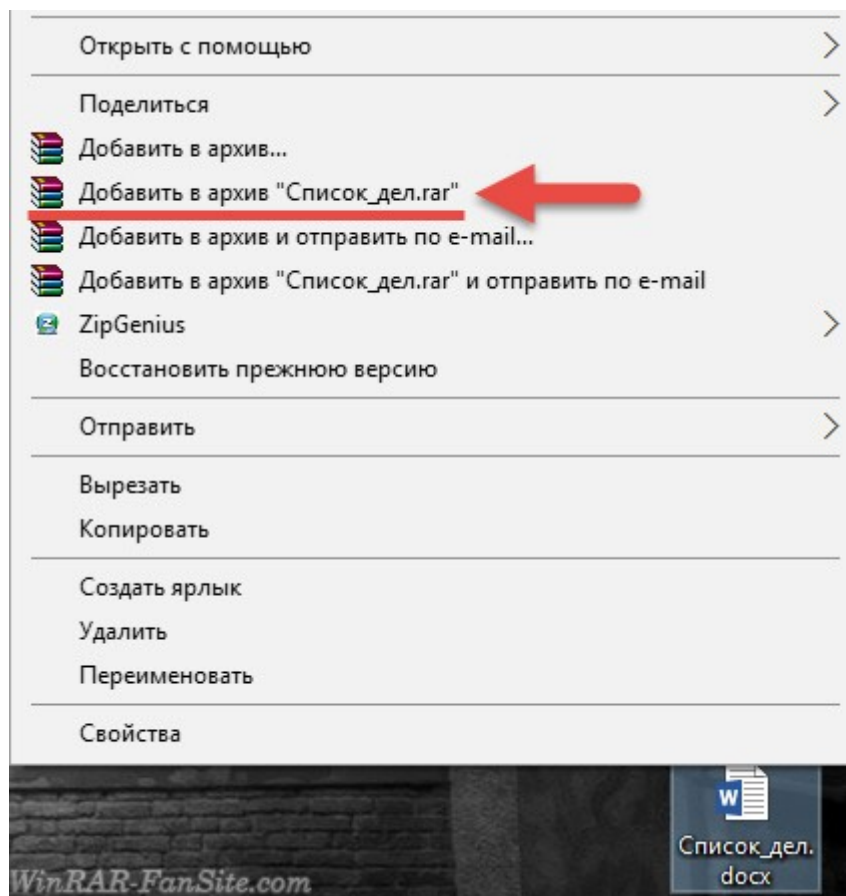 Открыть с помощью
Поделиться
Добавить в архив...
Добавить в архив "Список_дел.rar"
Добавить в архив и отправить по e-mail...
Добавить в архив "Список_дел.rar" и отправить по e-mail
ZipGenius
Восстановить прежнюю версию
Отправить
Вырезать
Копировать
Создать ярлык
Удалить
Переименовать
Свойства
W
Список_дел.
docx
WinRAR-FanSite.com